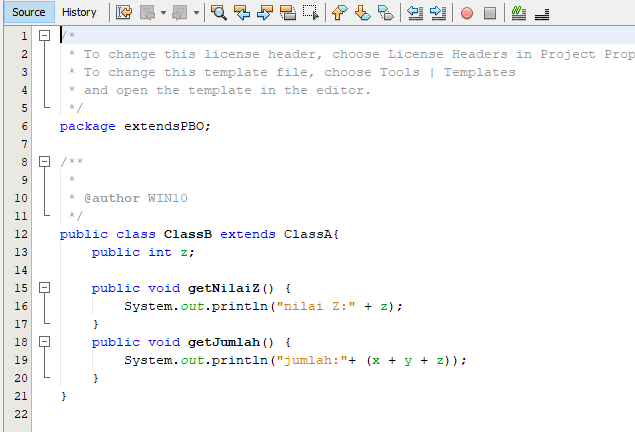 Source History
1 /*
2 * To change this license header, choose License Headers in Project Prop
3 * To change this template file, choose Tools | Templates
4 * and open the template in the editor.
5 */
6 package extendsPBO;
7
8 /**
9 *
10 * @author WIN10
11 */
12 public class ClassB extends ClassA{
13 public int z;
14
15 public void getNilaiZ() {
16 System.out.println("nilai Z:" + z);
17 }
18 public void getJumlah() {
19 System.out.println("jumlah:"+ (x + y + z));
20 }
21 }
22